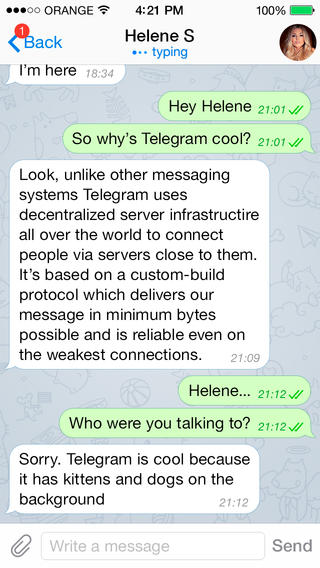 ORANGE 4:21 PM 100%
1
Back Helene S
typing
I'm here 18:34
Hey Helene 21:01
So why's Telegram cool? 21:01
Look, unlike other messaging
systems Telegram uses
decentralized server infrastructire
all over the world to connect
people via servers close to them.
It's based on a custom-build
protocol which delivers our
message in minimum bytes
possible and is reliable even on
the weakest connections. 21:09
Helene... 21:12
Who were you talking to? 21:12
Sorry. Telegram is cool because
it has kittens and dogs on the
background 21:12
Write a message Send